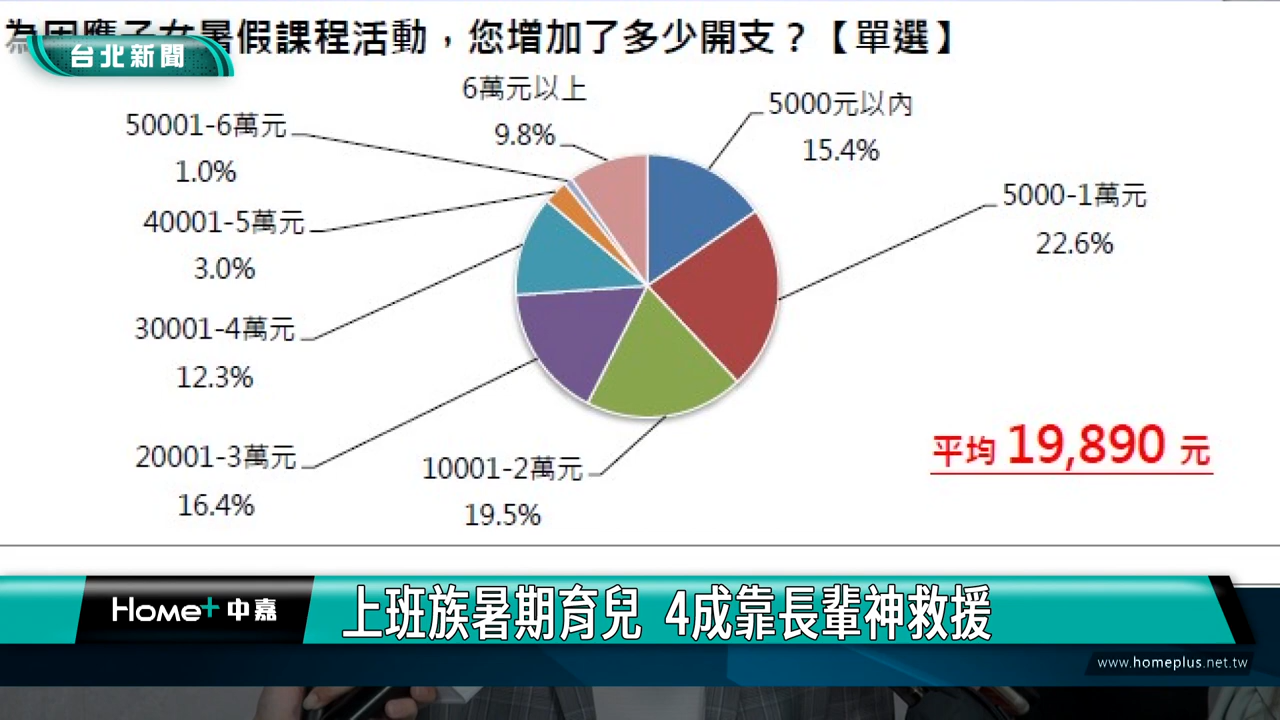 為因應子女暑假課程活動，您增加了多少開支？【單選】
台北新聞
6萬元以上
9.8%
5000元以內
15.4%
50001-6萬元
1.0%
5000-1萬元
22.6%
40001-5萬元
3.0%
30001-4萬元
12.3%
20001-3萬元
16.4%
10001-2萬元
19.5%
平均 19,890 元
Home+ 中嘉
上班族暑期育兒 4成靠長輩神救援
www.homeplus.net.tw